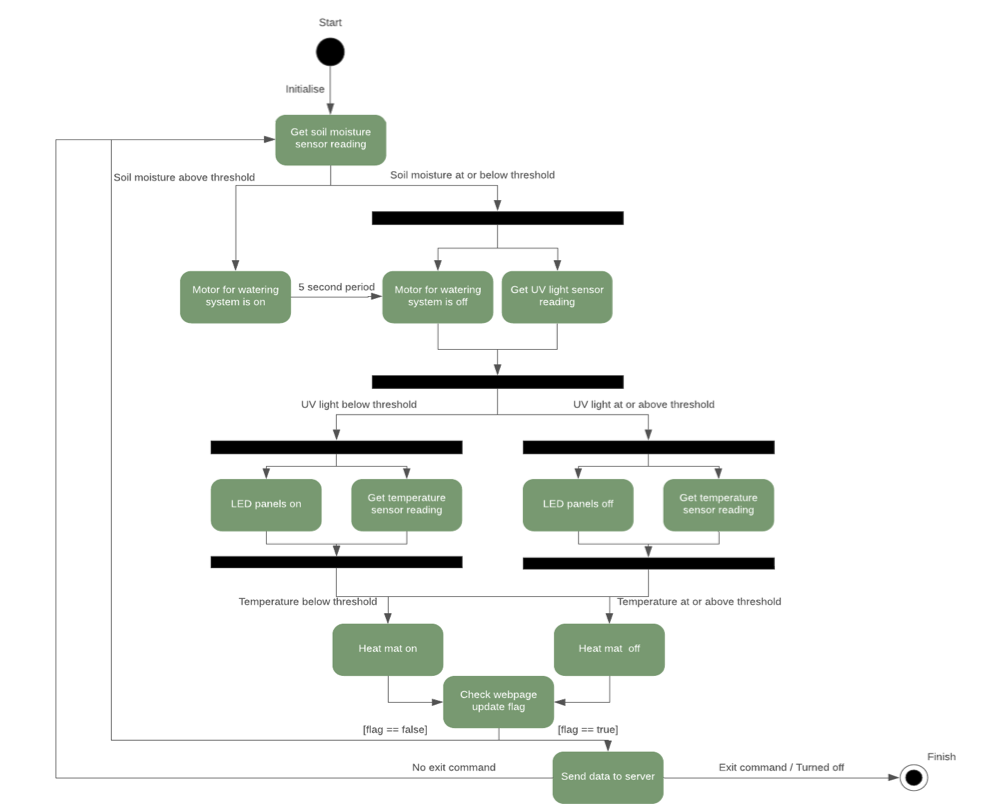 Start
Initialise
Get soil moisture
sensor reading
Soil moisture above threshold
Soil moisture at or below threshold
Motor for watering
system is on
5 second period
Motor for watering
system is off
Get UV light sensor
reading
UV light below threshold
UV light at or above threshold
LED panels on
Get temperature
sensor reading
LED panels off
Get temperature
sensor reading
Temperature below threshold
Temperature at or above threshold
Heat mat on
Heat mat  off
Check webpage
update flag
[flag == false]
[flag == true]
Finish
No exit command
Send data to server
Exit command / Turned off